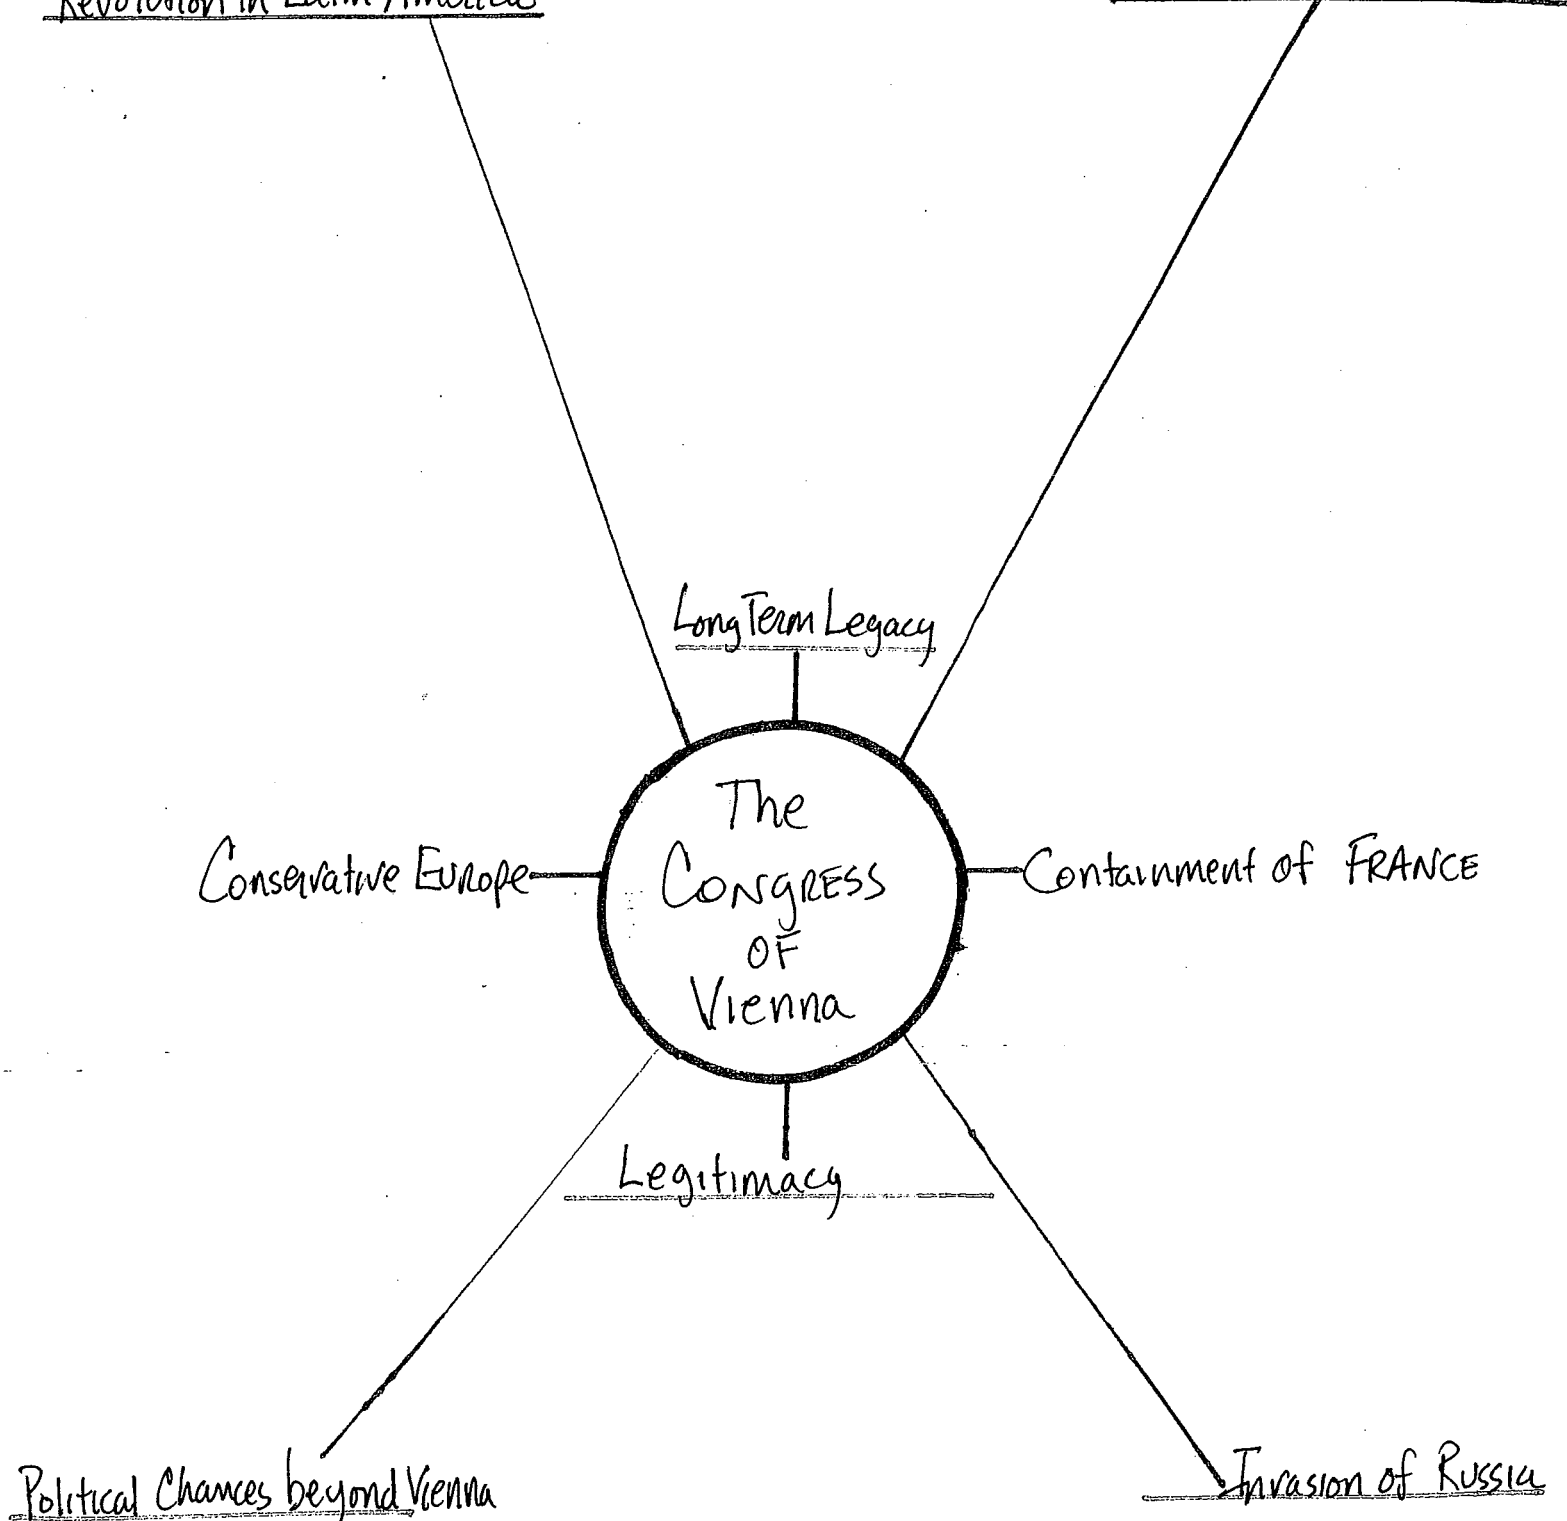 Revolution in Latin America
Long Term Legacy
The
Congress
of
Vienna
Conservative Europe
Containment of FRANCE
Legitimacy
Political Chances beyond Vienna
Invasion of Russia